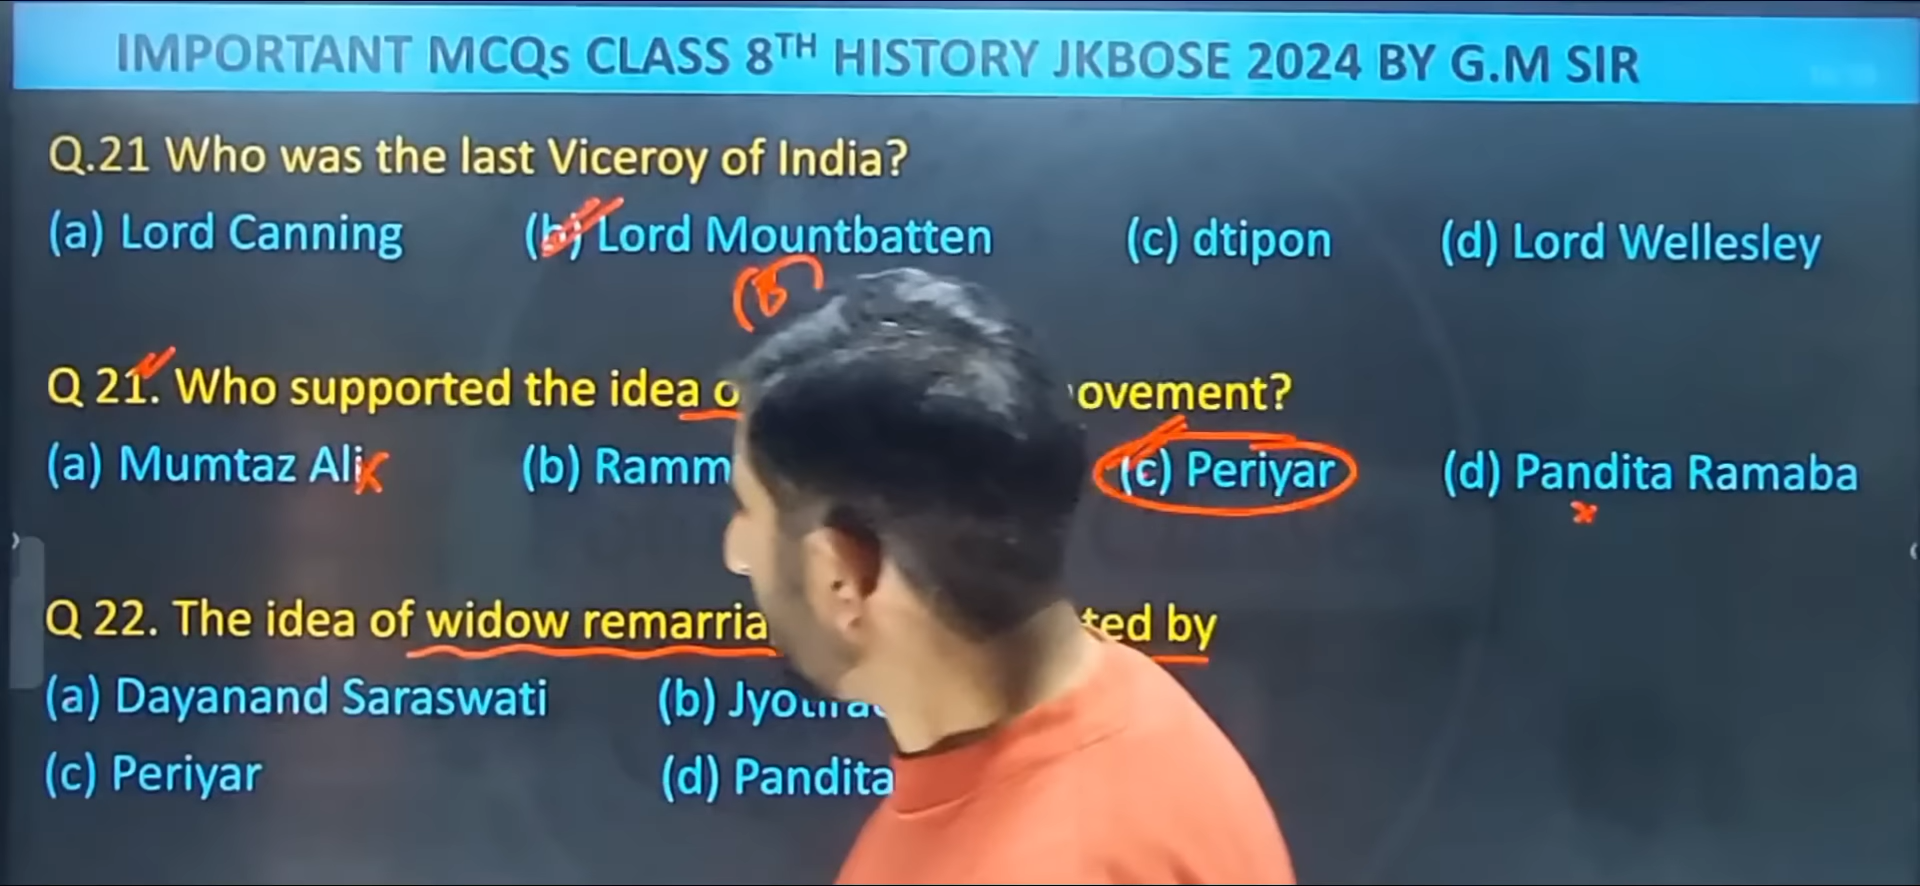 IMPORTANT MCQs CLASS 8TH HISTORY JKBOSE 2024 BY G.M SIR
Q.21 Who was the last Viceroy of India?
(a) Lord Canning (b) Lord Mountbatten (c) dtipon (d) Lord Wellesley
(B)
Q 21. Who supported the idea ovement?
(a) Mumtaz Ali (b) Ramm (c) Periyar (d) Pandita Ramaba
Q 22. The idea of widow remarria ted by
(a) Dayanand Saraswati (b) Jyotirao
(c) Periyar (d) Pandita